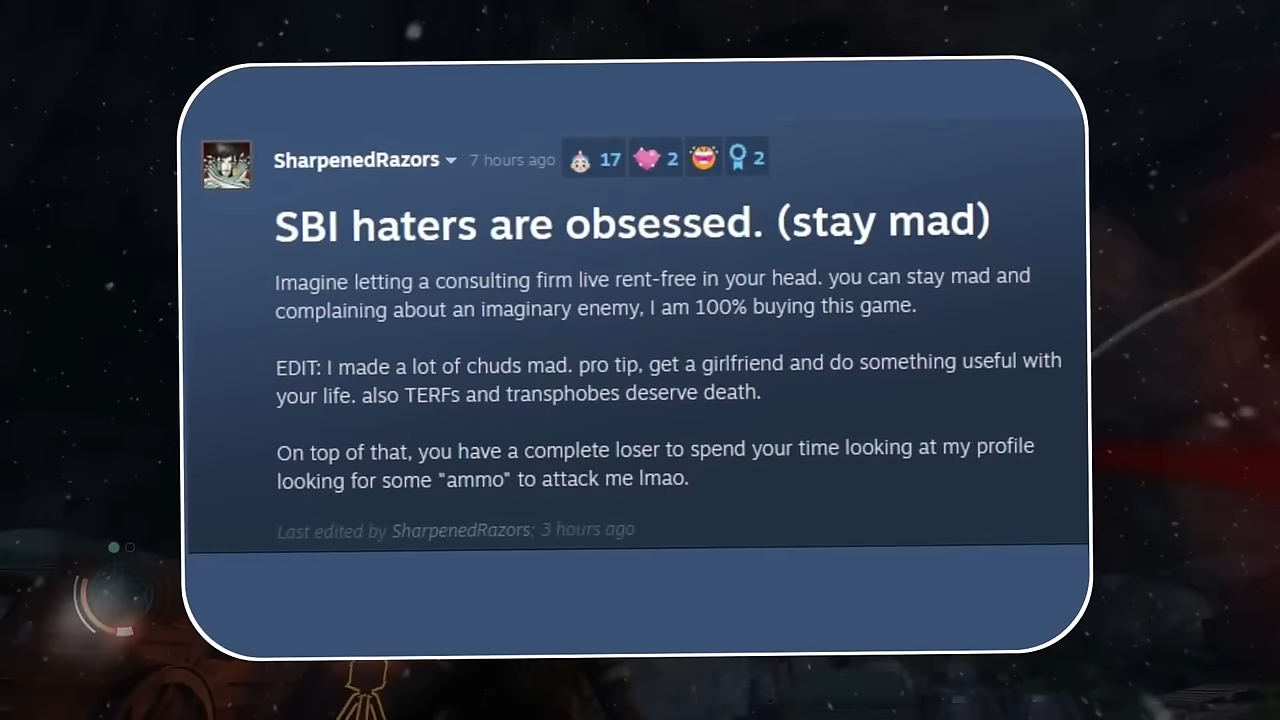 SharpenedRazors 7 hours ago 17 2 2
SBI haters are obsessed. (stay mad)
Imagine letting a consulting firm live rent-free in your head. you can stay mad and
complaining about an imaginary enemy, I am 100% buying this game.
EDIT: I made a lot of chuds mad. pro tip, get a girlfriend and do something useful with
your life. also TERFs and transphobes deserve death.
On top of that, you have a complete loser to spend your time looking at my profile
looking for some "ammo" to attack me lmao.
Last edited by SharpenedRazors; 3 hours ago